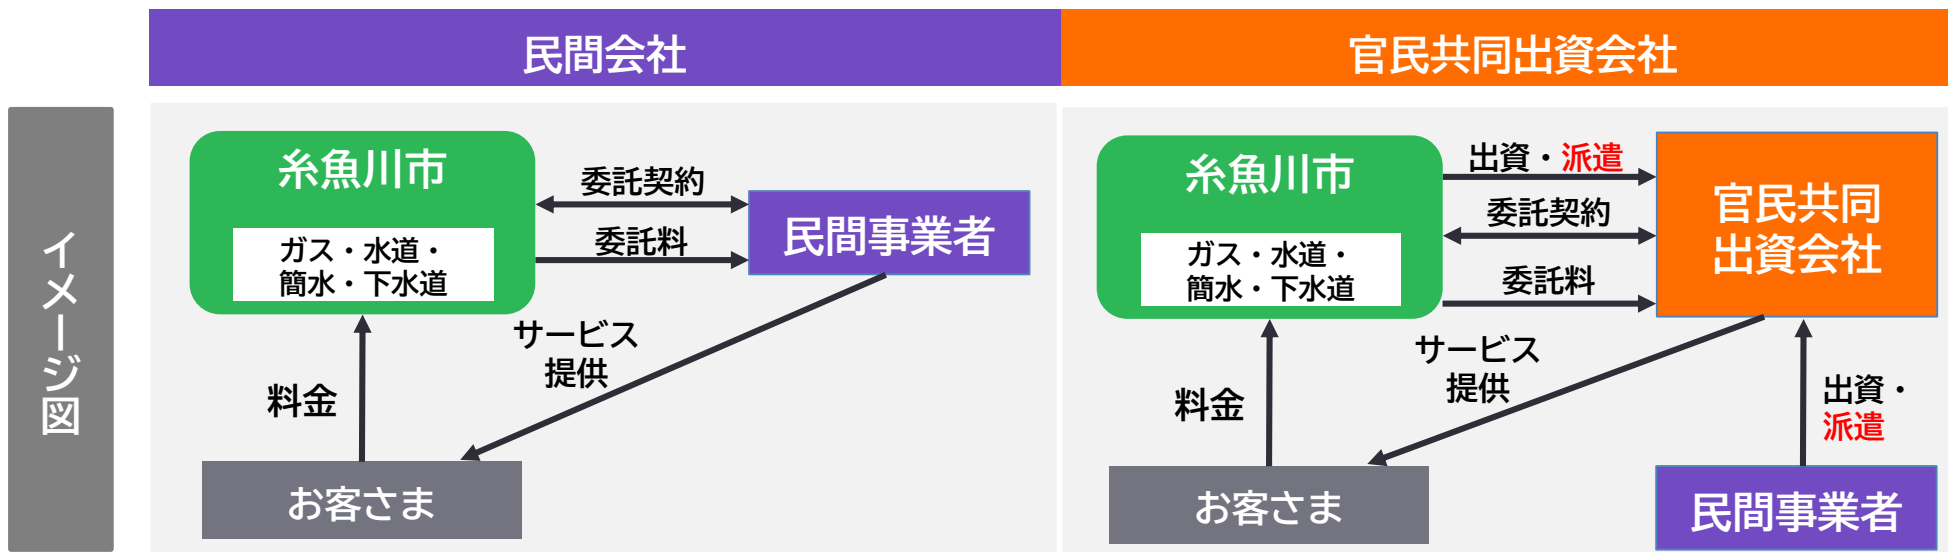 民間会社
官民共同出資会社
イメージ図
糸魚川市
ガス・水道・
簡水・下水道
委託契約
委託料
民間事業者
サービス
提供
料金
お客さま
糸魚川市
ガス・水道・
簡水・下水道
出資・派遣
委託契約
委託料
官民共同
出資会社
サービス
提供
料金
出資・
派遣
お客さま
民間事業者